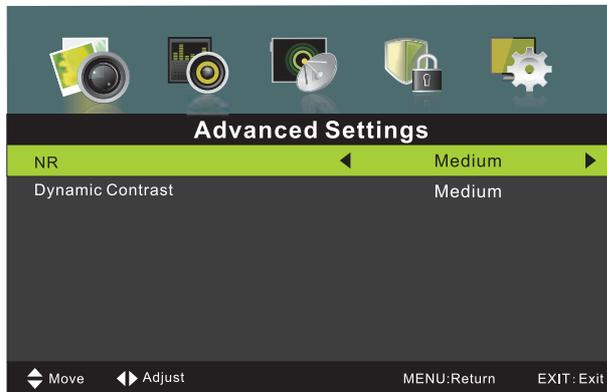 Advanced Settings
NR Medium
Dynamic Contrast Medium
Move Adjust MENU:Return EXIT:Exit